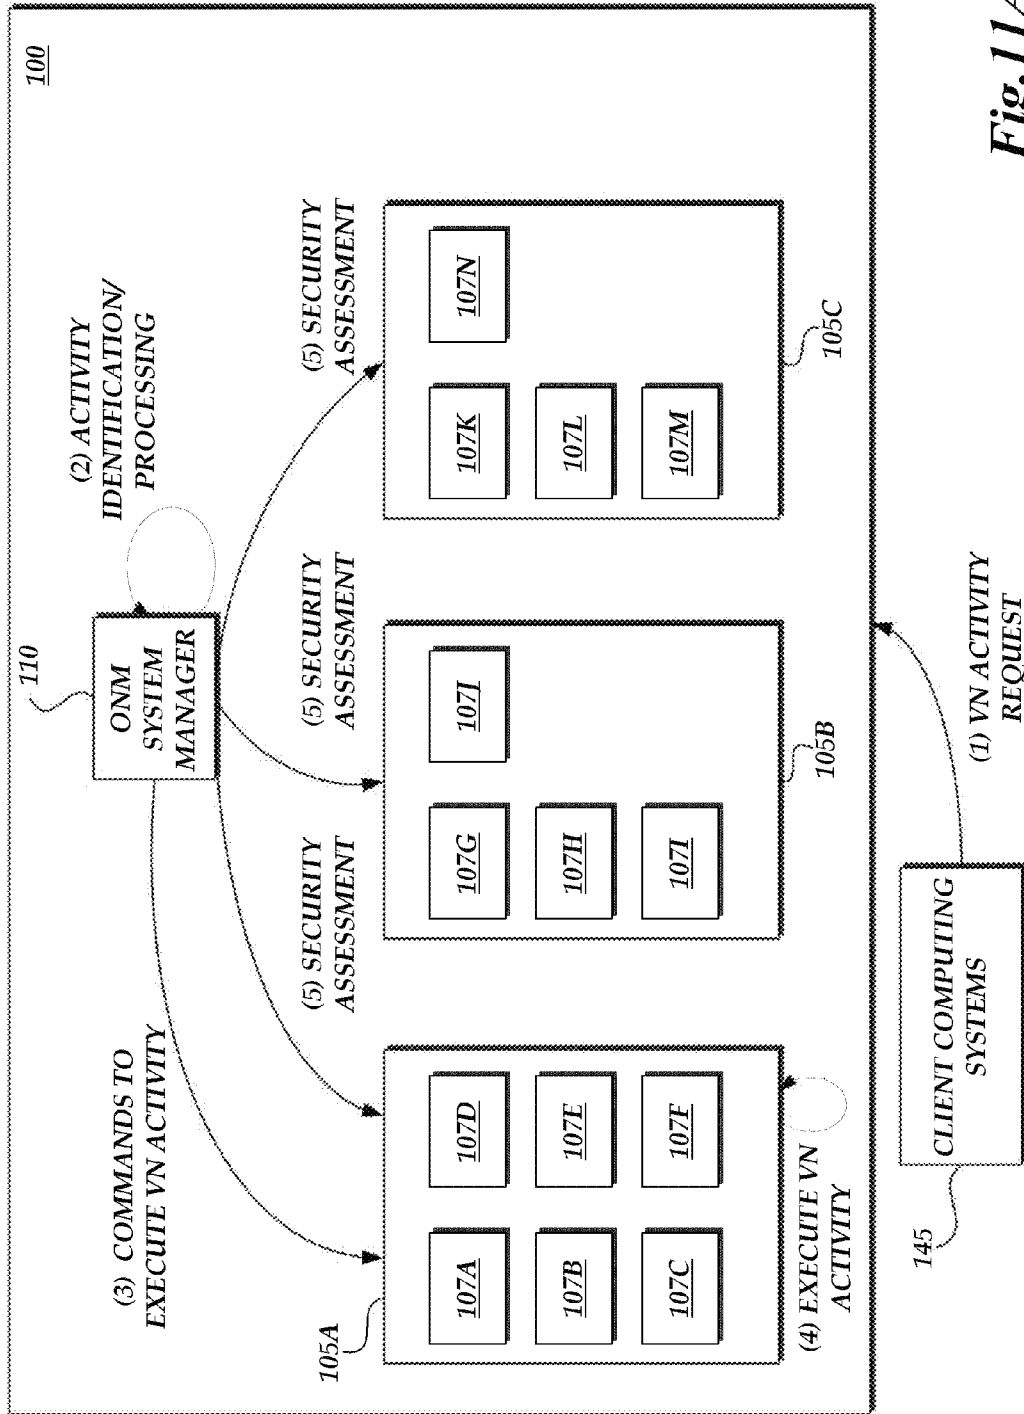 100
110
ONM
SYSTEM
MANAGER
(2) ACTIVITY
IDENTIFICATION/
PROCESSING
(3) COMMANDS TO
EXECUTE VN ACTIVITY
(5) SECURITY
ASSESSMENT
(5) SECURITY
ASSESSMENT
(5) SECURITY
ASSESSMENT
105A
107A
107D
107B
107E
107C
107F
107G
107J
107H
107I
105B
107K
107N
107L
107M
105C
(4) EXECUTE VN
ACTIVITY
(1) VN ACTIVITY
REQUEST
CLIENT COMPUTING
SYSTEMS
145
Fig.11A